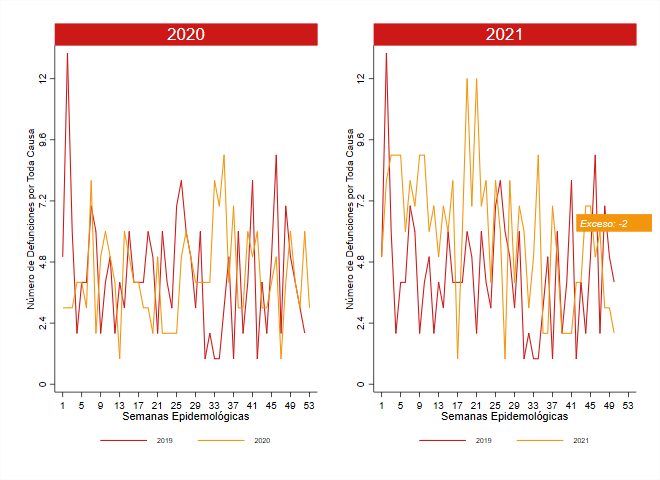 2020
Número de Defunciones por Toda Causa
12
9.6
7.2
4.8
2.4
0
1 5 9 13 17 21 25 29 33 37 41 45 49 53
Semanas Epidemológicas
2019 2020
2021
Número de Defunciones por Toda Causa
12
9.6
7.2
4.8
2.4
0
Exceso: -2
1 5 9 13 17 21 25 29 33 37 41 45 49 53
Semanas Epidemológicas
2019 2021